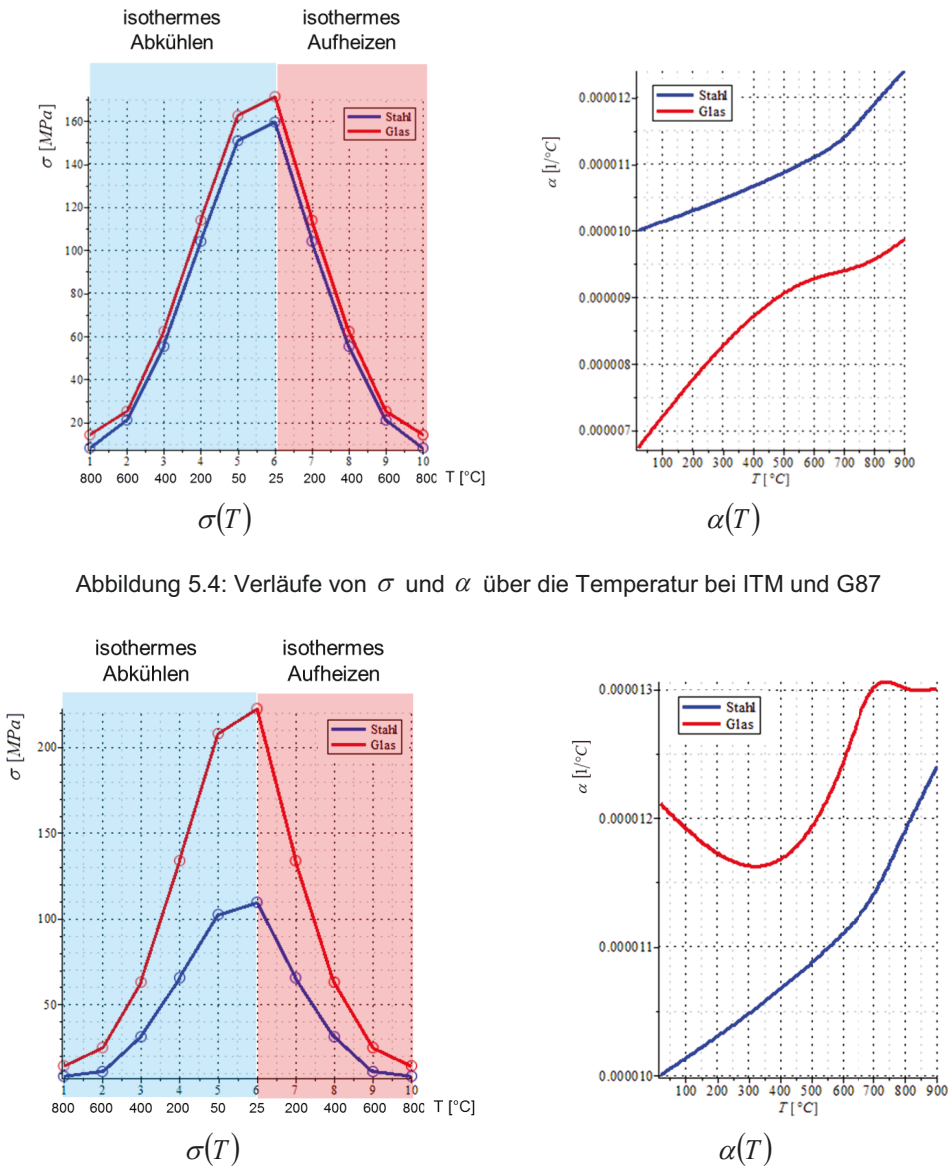 isothermes isothermes
Abkühlen Aufheizen
σ [MPa]
160
140
120
100
80
60
40
20
Stahl
Glas
1 2 3 4 5 6 7 8 9 10
800 600 400 200 50 25 200 400 600 800 T [°C]
σ(T)
α [1/°C]
0.000012
0.000011
0.000010
0.000009
0.000008
0.000007
Stahl
Glas
100 200 300 400 500 600 700 800 900
T [°C]
α(T)
Abbildung 5.4: Verläufe von σ und α über die Temperatur bei ITM und G87
isothermes isothermes
Abkühlen Aufheizen
σ [MPa]
200
150
100
50
Stahl
Glas
1 2 3 4 5 6 7 8 9 10
800 600 400 200 50 25 200 400 600 800 T [°C]
σ(T)
α [1/°C]
0.000013
0.000012
0.000011
0.000010
Stahl
Glas
100 200 300 400 500 600 700 800 900
T [°C]
α(T)